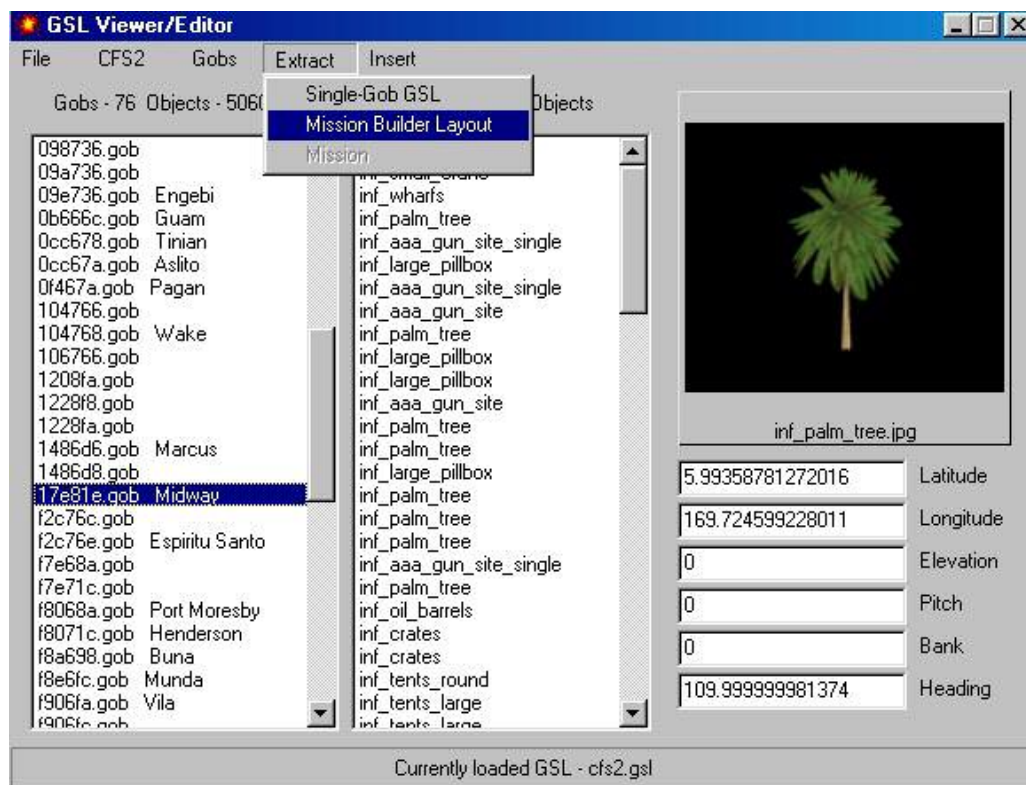 GSL Viewer/Editor
File CFS2 Gobs Extract Insert
Single-Gob GSL
Mission Builder Layout
Mission
Gobs - 76 Objects - 506
Objects
098736.gob
09a736.gob
09e736.gob Engebi
0b666c.gob Guam
0cc678.gob Tinian
0cc67a.gob Aslito
0f467a.gob Pagan
104766.gob
104768.gob Wake
106766.gob
1208fa.gob
1228f8.gob
1228fa.gob
1486d6.gob Marcus
1486d8.gob
17e81e.gob Midway
f2c76c.gob
f2c76e.gob Espiritu Santo
f7e68a.gob
f7e71c.gob
f8068a.gob Port Moresby
f8071c.gob Henderson
f8a698.gob Buna
f8e6fc.gob Munda
f906fa.gob Vila
f906fc.gob
inf_small_crane
inf_wharfs
inf_palm_tree
inf_aaa_gun_site_single
inf_large_pillbox
inf_aaa_gun_site_single
inf_aaa_gun_site
inf_palm_tree
inf_large_pillbox
inf_large_pillbox
inf_aaa_gun_site
inf_palm_tree
inf_palm_tree
inf_large_pillbox
inf_palm_tree
inf_palm_tree
inf_palm_tree
inf_aaa_gun_site_single
inf_palm_tree
inf_oil_barrels
inf_crates
inf_crates
inf_tents_round
inf_tents_large
inf_tents_large
inf_palm_tree.jpg
5.99358781272016 Latitude
169.724599228011 Longitude
0 Elevation
0 Pitch
0 Bank
109.999999981374 Heading
Currently loaded GSL - cfs2.gsl